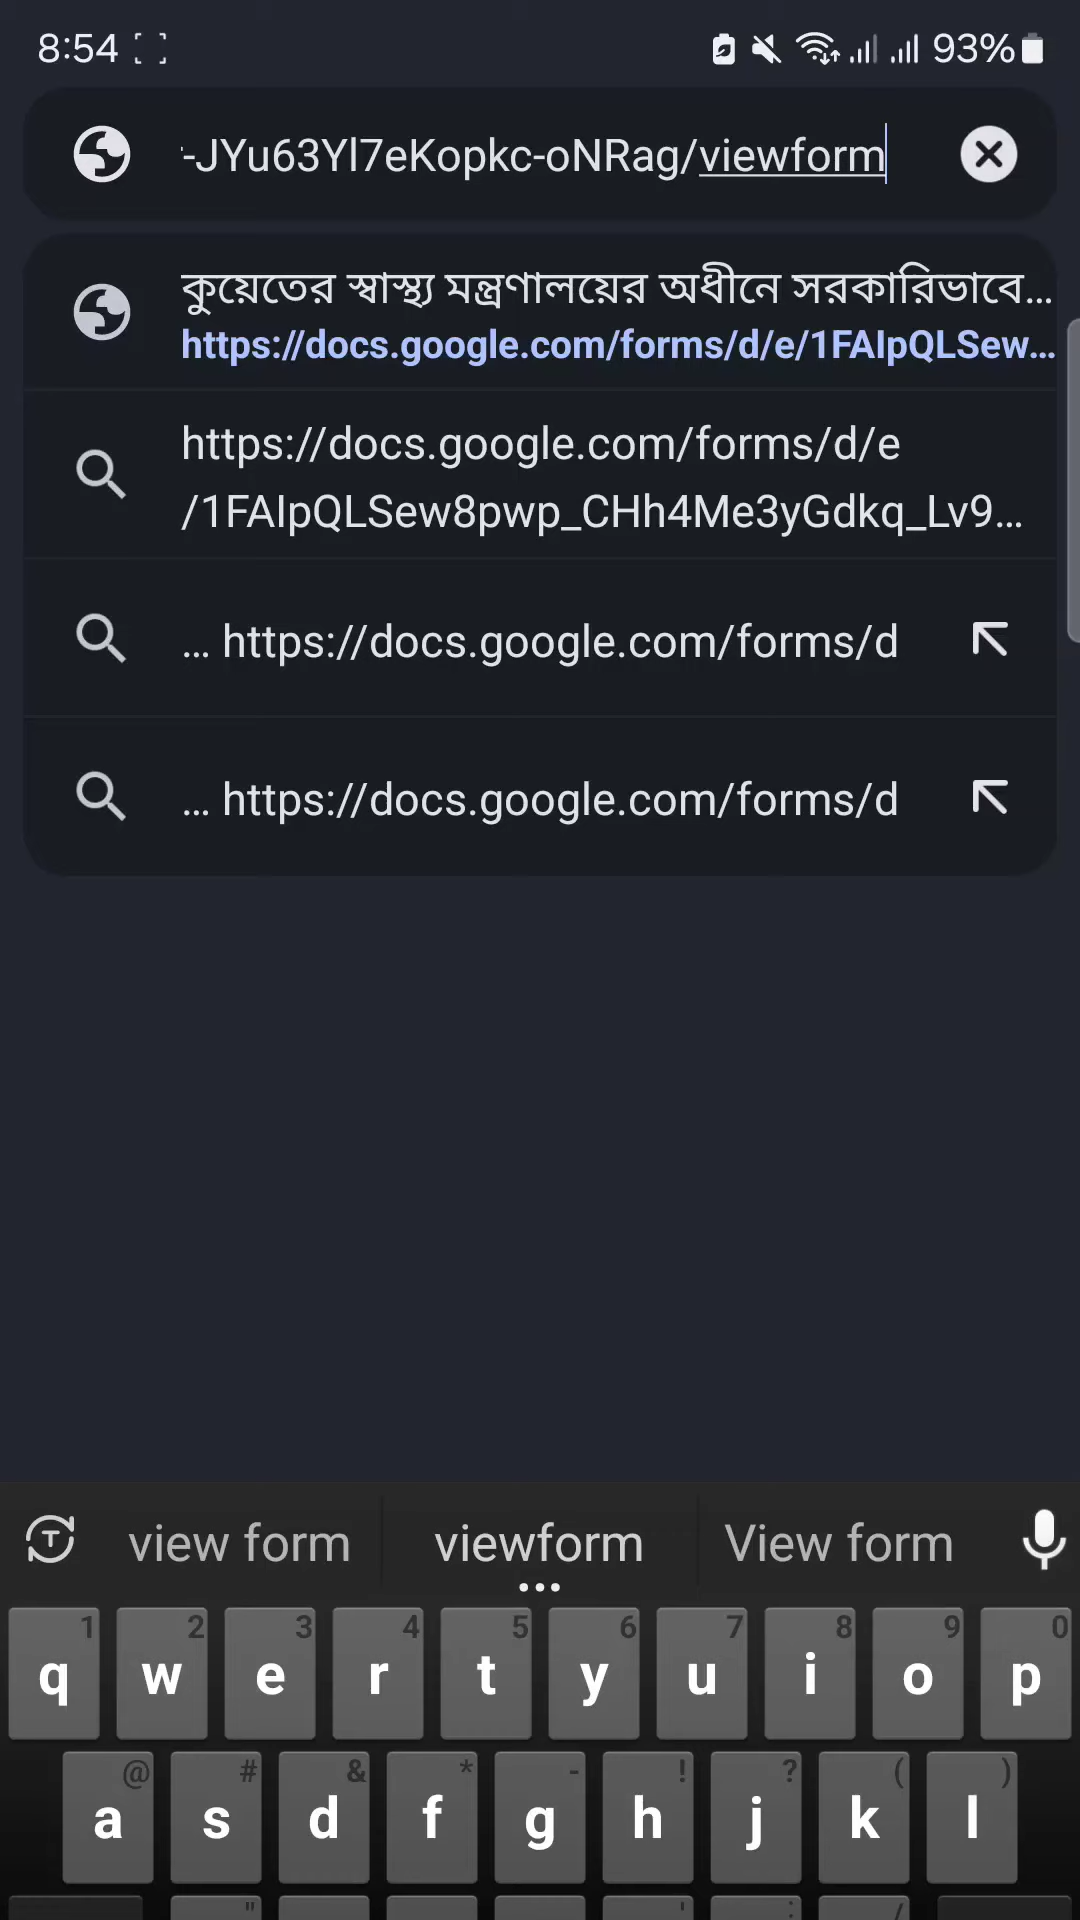 8:54 93%
-JYu63Yl7eKopkc-oNRag/viewform
কুয়েতের স্বাস্থ্য মন্ত্রণালয়ের অধীনে সরকারিভাবে...
https://docs.google.com/forms/d/e/1FAIpQLSew...
https://docs.google.com/forms/d/e
/1FAIpQLSew8pwp_CHh4Me3yGdkq_Lv9...
... https://docs.google.com/forms/d
... https://docs.google.com/forms/d
view form viewform View form
1 2 3 4 5 6 7 8 9 0
q w e r t y u i o p
@ # & * - ! ? ( )
a s d f g h j k l
" ' : /